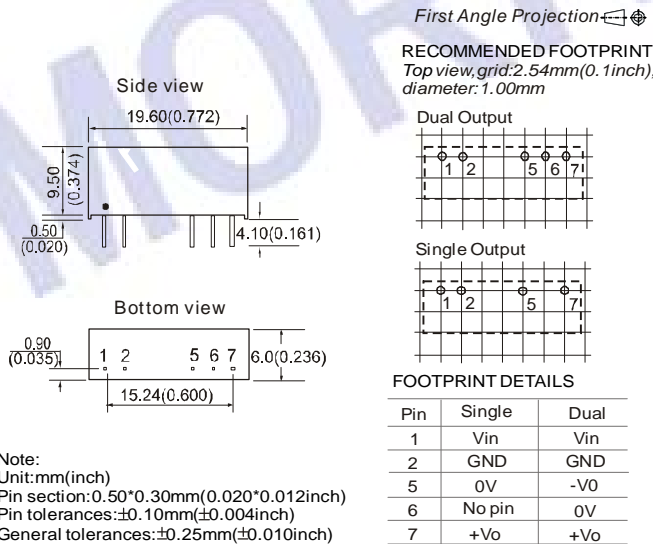 First Angle Projection
RECOMMENDED FOOTPRINT
Top view,grid:2.54mm(0.1inch),
diameter:1.00mm
Side view
19.60(0.772)
9.50
(0.374)
0.50
(0.020)
4.10(0.161)
Dual Output
1 2 5 6 7
Single Output
1 2 5 7
Bottom view
0.90
(0.035)
1 2 5 6 7
6.0(0.236)
15.24(0.600)
FOOTPRINT DETAILS
Pin Single Dual
1 Vin Vin
2 GND GND
5 0V -V0
6 No pin 0V
7 +Vo +Vo
Note:
Unit:mm(inch)
Pin section:0.50*0.30mm(0.020*0.012inch)
Pin tolerances:±0.10mm(±0.004inch)
General tolerances:±0.25mm(±0.010inch)